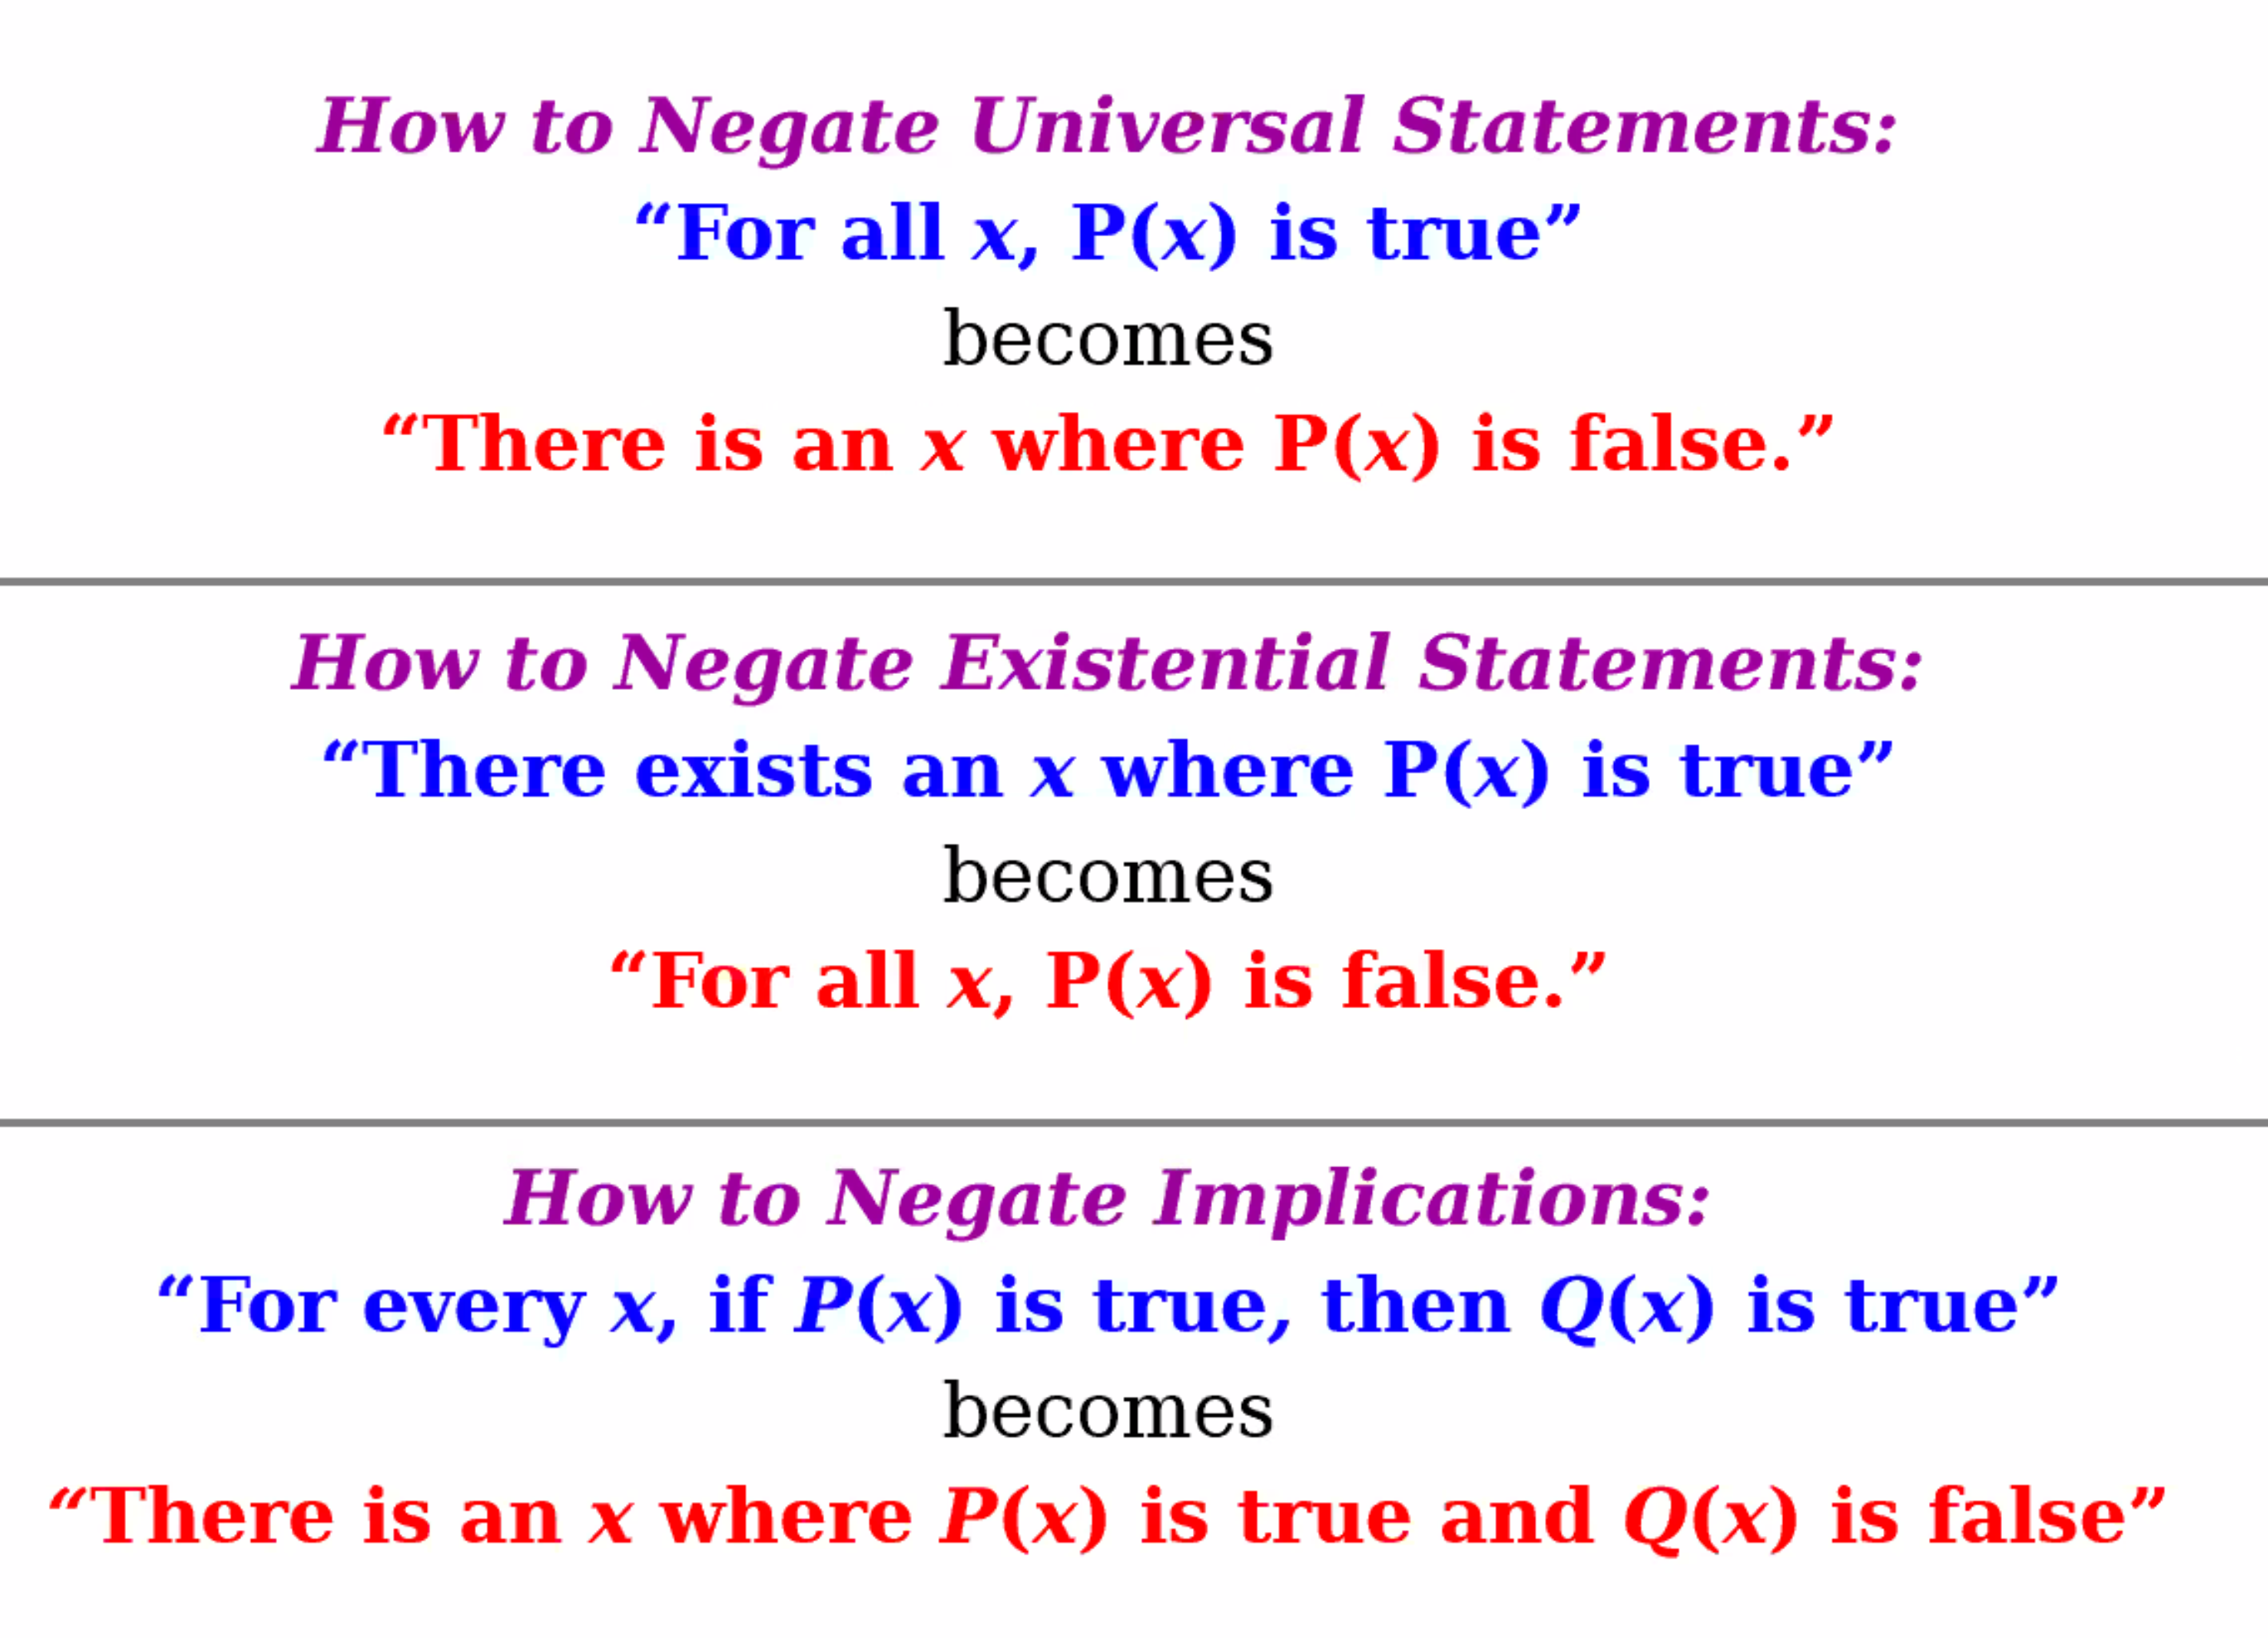 How to Negate Universal Statements:
“For all x, P(x) is true”
becomes
“There is an x where P(x) is false.”
How to Negate Existential Statements:
“There exists an x where P(x) is true”
becomes
“For all x, P(x) is false.”
How to Negate Implications:
“For every x, if P(x) is true, then Q(x) is true”
becomes
“There is an x where P(x) is true and Q(x) is false”